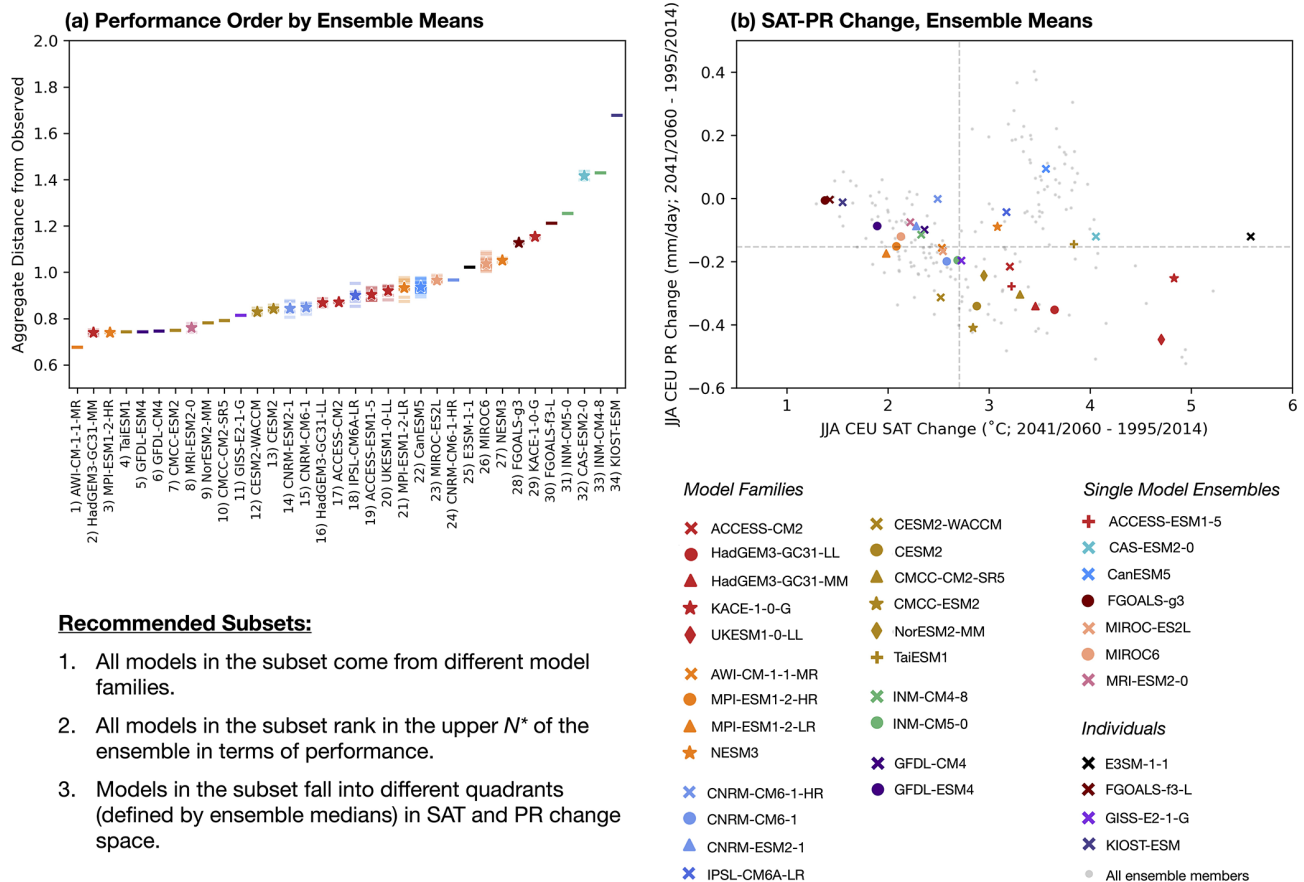 (a) Performance Order by Ensemble Means
Aggregate Distance from Observed
2.0
1.8
1.6
1.4
1.2
1.0
0.8
0.6
1) AWI-CM-1-1-MR
2) HadGEM3-GC31-MM
3) MPI-ESM1-2-HR
4) TaiESM1
5) GFDL-ESM4
6) GFDL-CM4
7) CMCC-ESM2
8) MRI-ESM2-0
9) NorESM2-MM
10) CMCC-CM2-SR5
11) GISS-E2-1-G
12) CESM2-WACCM
13) CESM2
14) CNRM-ESM2-1
15) CNRM-CM6-1
16) HadGEM3-GC31-LL
17) ACCESS-CM2
18) IPSL-CM6A-LR
19) ACCESS-ESM1-5
20) UKESM1-0-LL
21) MPI-ESM1-2-LR
22) CanESM5
23) MIROC-ES2L
24) CNRM-CM6-1-HR
25) E3SM-1-1
26) MIROC6
27) NESM3
28) FGOALS-g3
29) KACE-1-0-G
30) FGOALS-f3-L
31) INM-CM5-0
32) CAS-ESM2-0
33) INM-CM4-8
34) KIOST-ESM
(b) SAT-PR Change, Ensemble Means
JJA CEU PR Change (mm/day; 2041/2060 - 1995/2014)
0.4
0.2
0.0
−0.2
−0.4
−0.6
1
2
3
4
5
6
JJA CEU SAT Change (˚C; 2041/2060 - 1995/2014)
Recommended Subsets:
1. All models in the subset come from different model
families.
2. All models in the subset rank in the upper N* of the
ensemble in terms of performance.
3. Models in the subset fall into different quadrants
(defined by ensemble medians) in SAT and PR change
space.
Model Families
ACCESS-CM2
HadGEM3-GC31-LL
HadGEM3-GC31-MM
KACE-1-0-G
UKESM1-0-LL
AWI-CM-1-1-MR
MPI-ESM1-2-HR
MPI-ESM1-2-LR
NESM3
CNRM-CM6-1-HR
CNRM-CM6-1
CNRM-ESM2-1
IPSL-CM6A-LR
CESM2-WACCM
CESM2
CMCC-CM2-SR5
CMCC-ESM2
NorESM2-MM
TaiESM1
INM-CM4-8
INM-CM5-0
GFDL-CM4
GFDL-ESM4
Single Model Ensembles
ACCESS-ESM1-5
CAS-ESM2-0
CanESM5
FGOALS-g3
MIROC-ES2L
MIROC6
MRI-ESM2-0
Individuals
E3SM-1-1
FGOALS-f3-L
GISS-E2-1-G
KIOST-ESM
All ensemble members